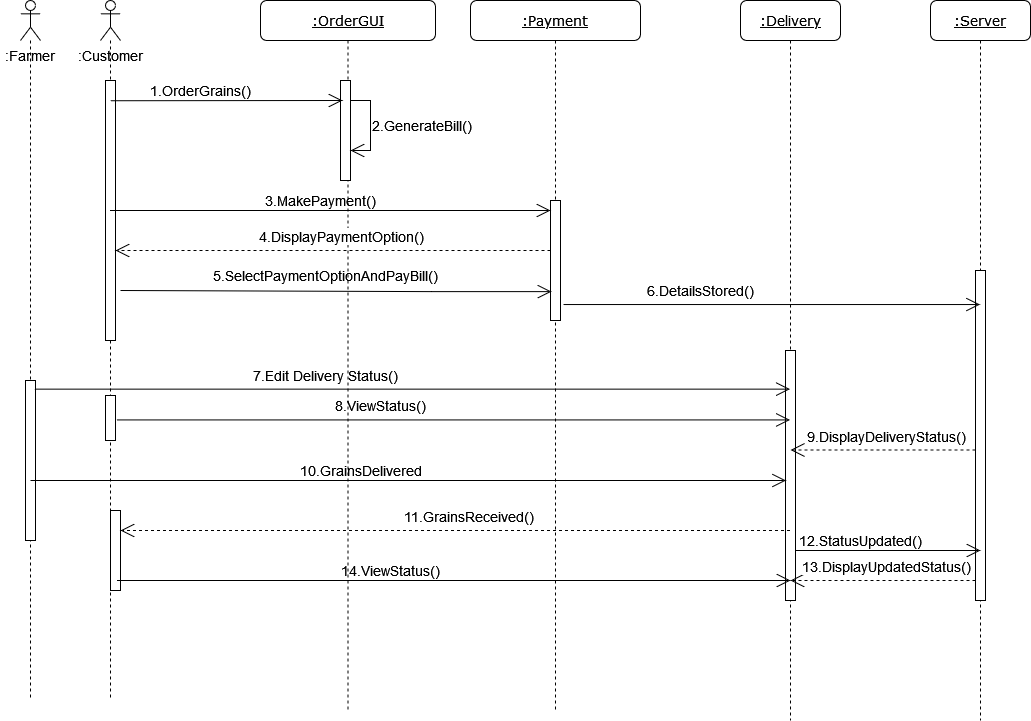 :OrderGUI
:Payment
:Delivery
:Server
:Farmer
:Customer
1.OrderGrains()
2.GenerateBill()
3.MakePayment()
4.DisplayPaymentOption()
5.SelectPaymentOptionAndPayBill()
6.DetailsStored()
7.Edit Delivery Status()
8.ViewStatus()
9.DisplayDeliveryStatus()
10.GrainsDelivered
11.GrainsReceived()
12.StatusUpdated()
13.DisplayUpdatedStatus()
14.ViewStatus()